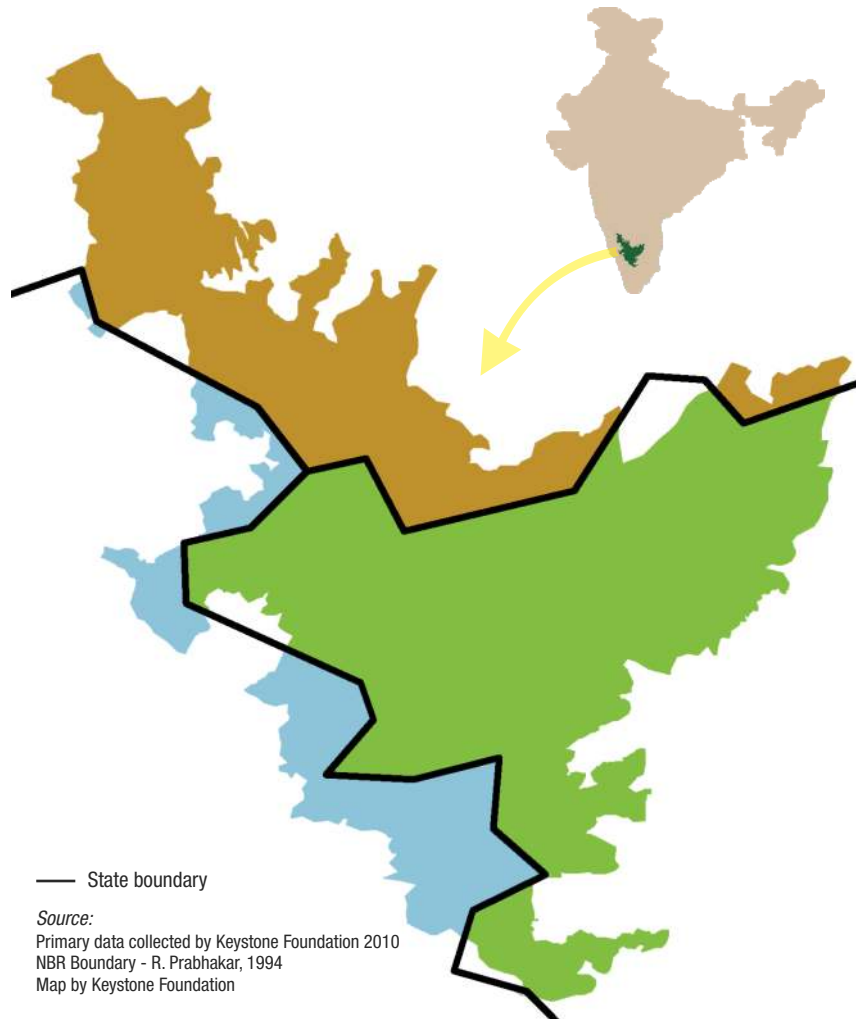 State boundary
Source:
Primary data collected by Keystone Foundation 2010
NBR Boundary - R. Prabhakar, 1994
Map by Keystone Foundation